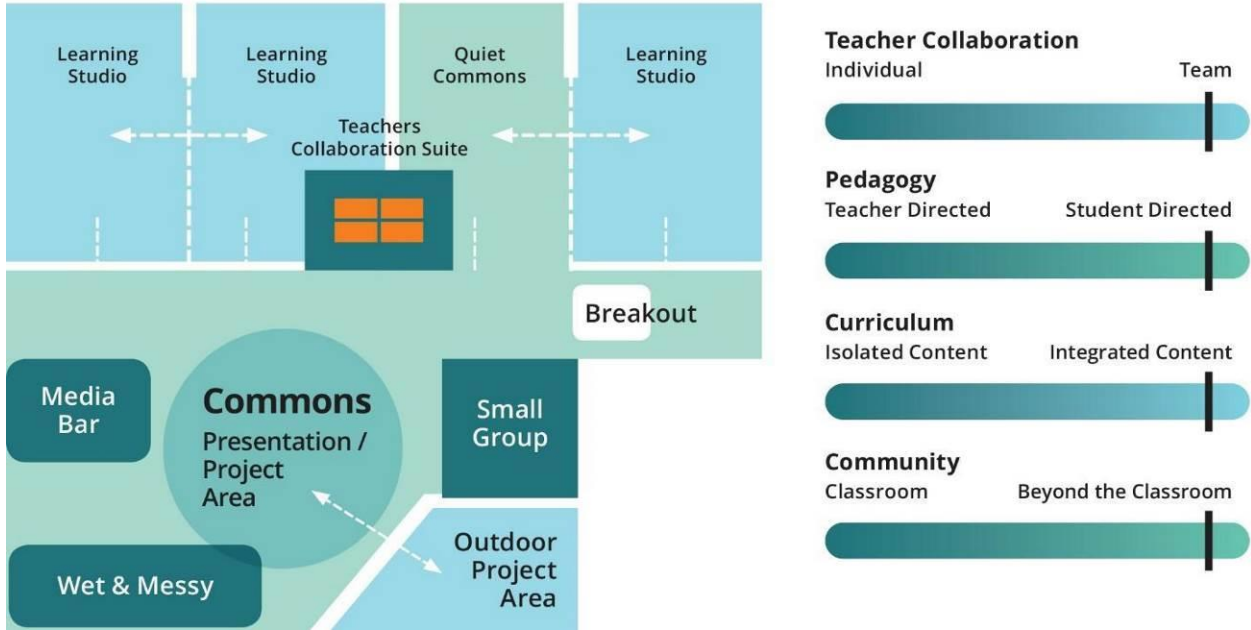 Learning
Studio
Learning
Studio
Quiet
Commons
Learning
Studio
Teachers
Collaboration Suite
Breakout
Media
Bar
Commons
Presentation /
Project
Area
Small
Group
Outdoor
Project
Area
Wet & Messy
Teacher Collaboration
Individual Team
Pedagogy
Teacher Directed Student Directed
Curriculum
Isolated Content Integrated Content
Community
Classroom Beyond the Classroom